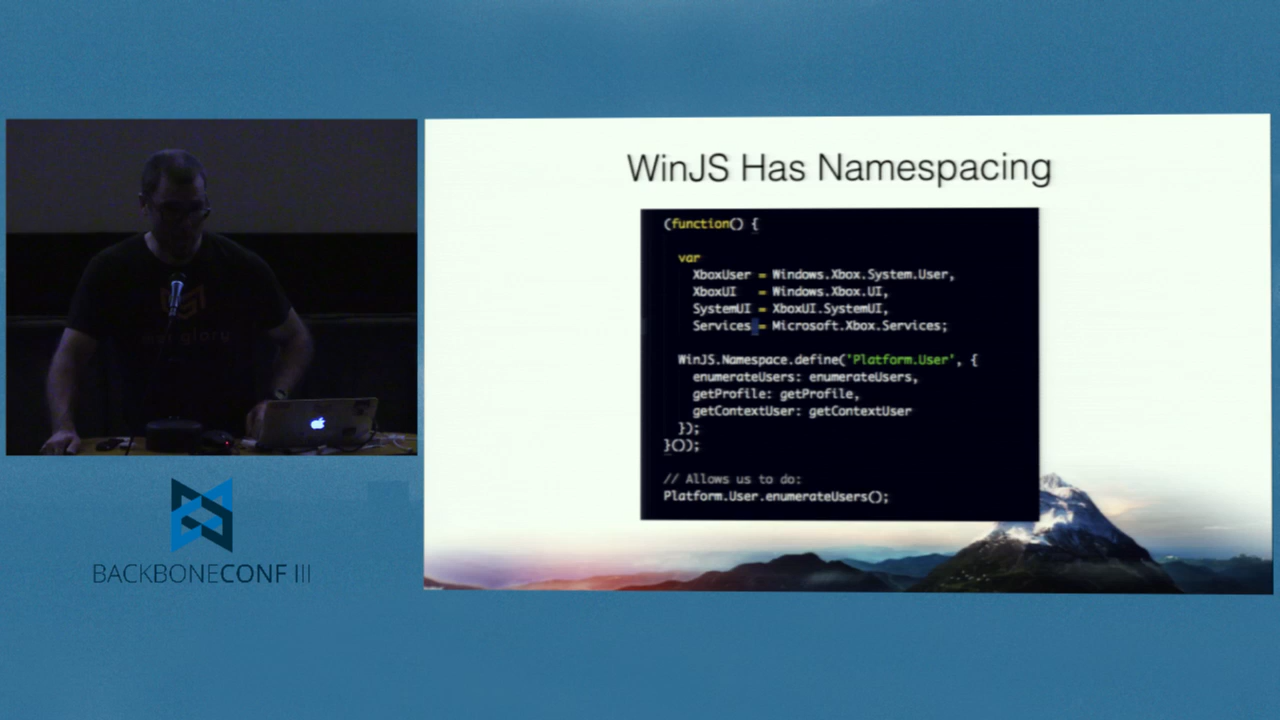 WinJS Has Namespacing
(function() {
var
XboxUser = Windows.Xbox.System.User,
XboxUI = Windows.Xbox.UI,
SystemUI = XboxUI.SystemUI,
Services = Microsoft.Xbox.Services;
WinJS.Namespace.define('Platform.User', {
enumerateUsers: enumerateUsers,
getProfile: getProfile,
getContextUser: getContextUser
});
}());
// Allows us to do:
Platform.User.enumerateUsers();
BACKBONECONF III